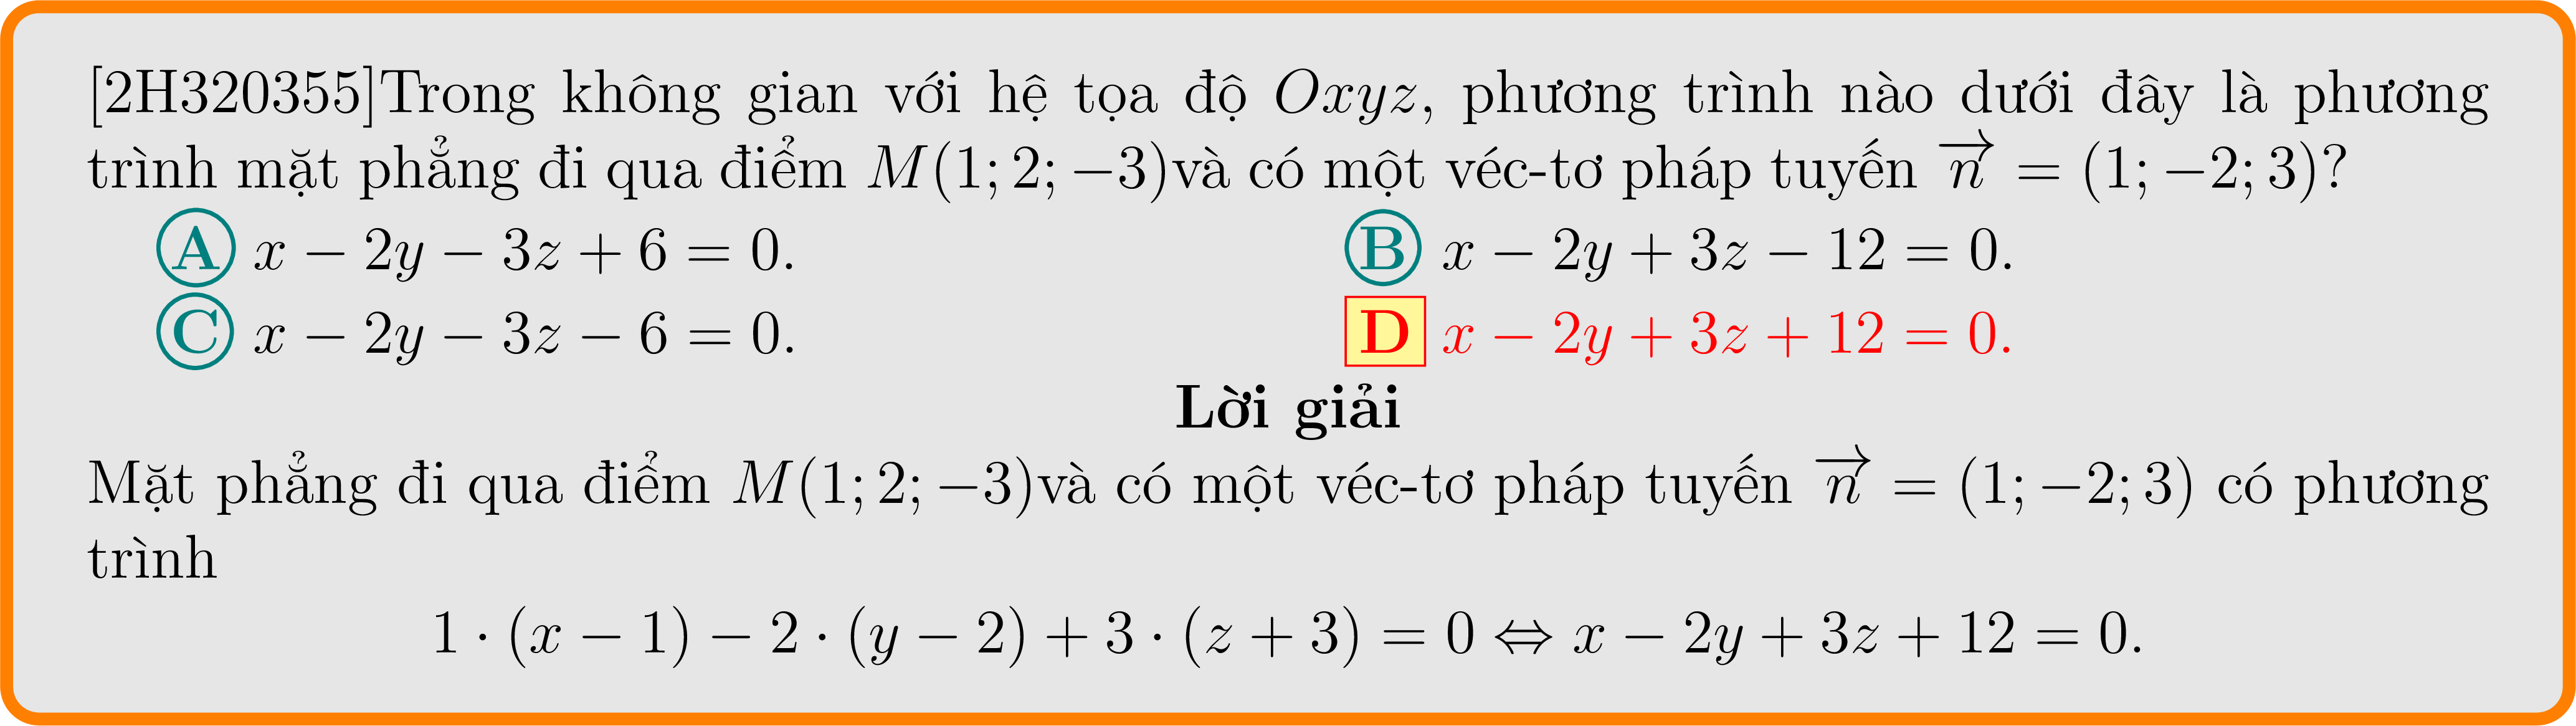 [2H320355]Trong không gian với hệ tọa độ Oxyz, phương trình nào dưới đây là phương
trình mặt phẳng đi qua điểm M(1; 2; −3)và có một véc-tơ pháp tuyến \overrightarrow{n} = (1; −2; 3)?
A x − 2y − 3z + 6 = 0. B x − 2y + 3z − 12 = 0.
C x − 2y − 3z − 6 = 0. D x − 2y + 3z + 12 = 0.
Lời giải
Mặt phẳng đi qua điểm M(1; 2; −3)và có một véc-tơ pháp tuyến \overrightarrow{n} = (1; −2; 3) có phương
trình
1 · (x − 1) − 2 · (y − 2) + 3 · (z + 3) = 0 ⇔ x − 2y + 3z + 12 = 0.